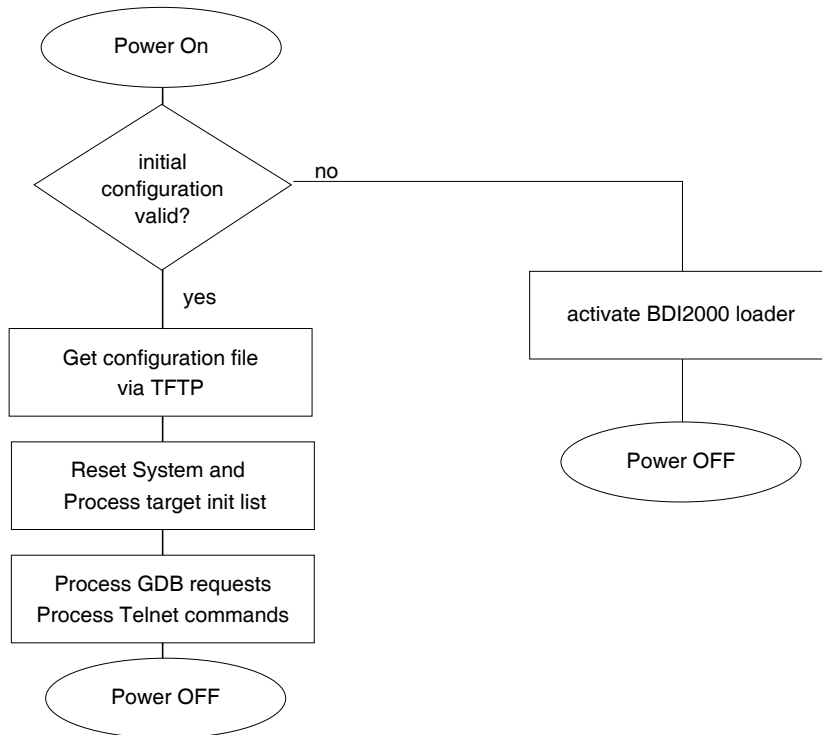 Power On
initial
configuration
valid?
no
yes
activate BDI2000 loader
Get configuration file
via TFTP
Power OFF
Reset System and
Process target init list
Process GDB requests
Process Telnet commands
Power OFF